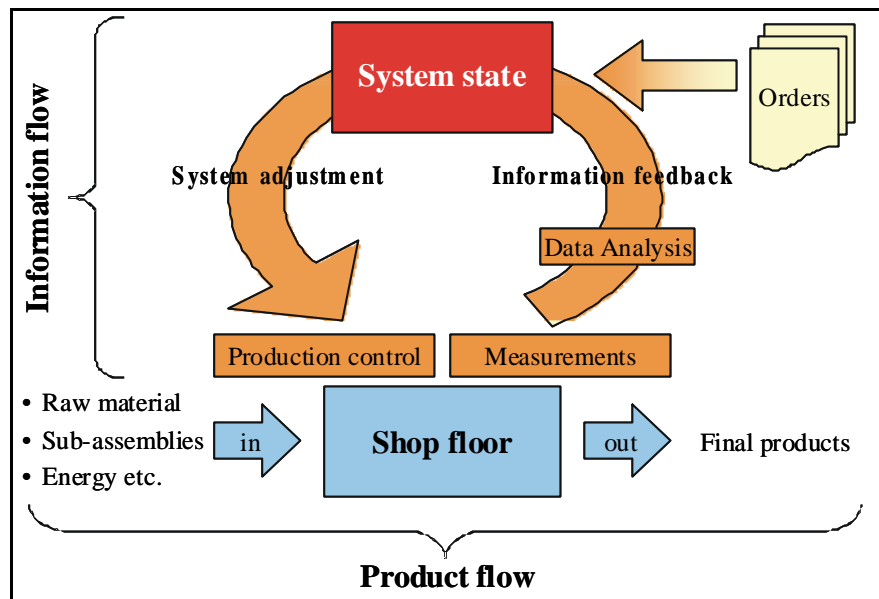 System state
Orders
System adjustment
Information feedback
Data Analysis
Information flow
Production control
Measurements
• Raw material
• Sub-assemblies
• Energy etc.
in
Shop floor
out
Final products
Product flow